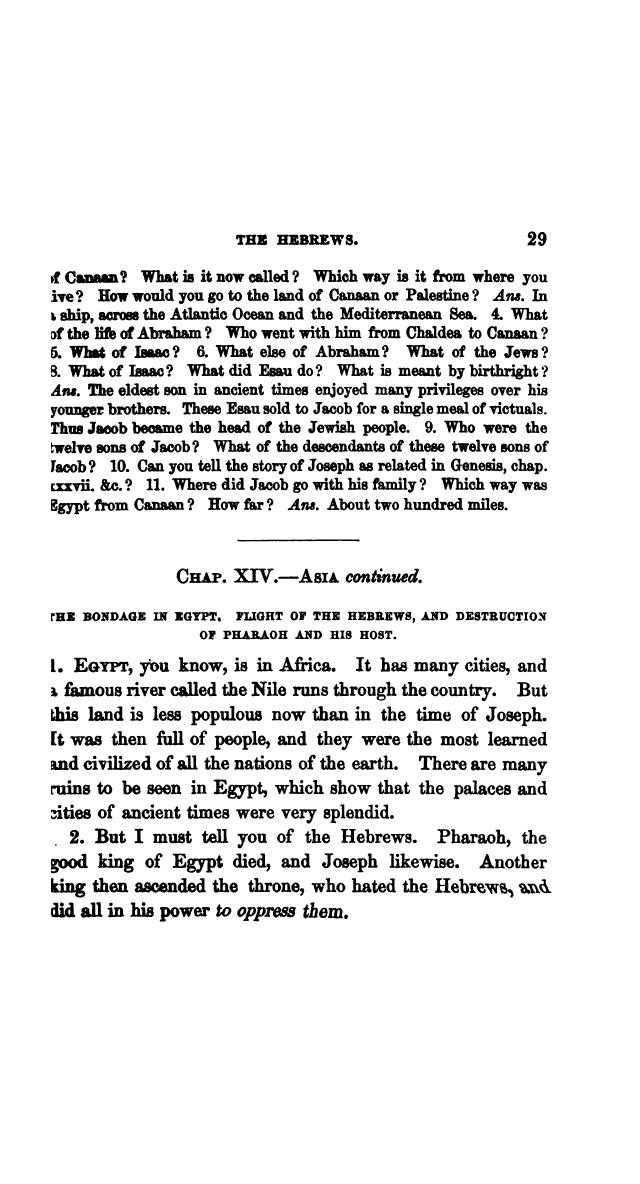 THE HEBREWS. 29
of Canaan? What is it now called? Which way is it from where you
live? How would you go to the land of Canaan or Palestine? Ans. In
a ship, across the Atlantic Ocean and the Mediterranean Sea. 4. What
of the life of Abraham? Who went with him from Chaldea to Canaan?
5. What of Isaac? 6. What else of Abraham? What of the Jews?
8. What of Isaac? What did Esau do? What is meant by birthright?
Ans. The eldest son in ancient times enjoyed many privileges over his
younger brothers. These Esau sold to Jacob for a single meal of victuals.
Thus Jacob became the head of the Jewish people. 9. Who were the
twelve sons of Jacob? What of the descendants of these twelve sons of
Jacob? 10. Can you tell the story of Joseph as related in Genesis, chap.
xxxvii. &c.? 11. Where did Jacob go with his family? Which way was
Egypt from Canaan? How far? Ans. About two hundred miles.
CHAP. XIV.—ASIA continued.
THE BONDAGE IN EGYPT. FLIGHT OF THE HEBREWS, AND DESTRUCTION
OF PHARAOH AND HIS HOST.
1. EGYPT, you know, is in Africa. It has many cities, and
a famous river called the Nile runs through the country. But
this land is less populous now than in the time of Joseph.
It was then full of people, and they were the most learned
and civilized of all the nations of the earth. There are many
ruins to be seen in Egypt, which show that the palaces and
cities of ancient times were very splendid.
2. But I must tell you of the Hebrews. Pharaoh, the
good king of Egypt died, and Joseph likewise. Another
king then ascended the throne, who hated the Hebrews, and
did all in his power to oppress them.